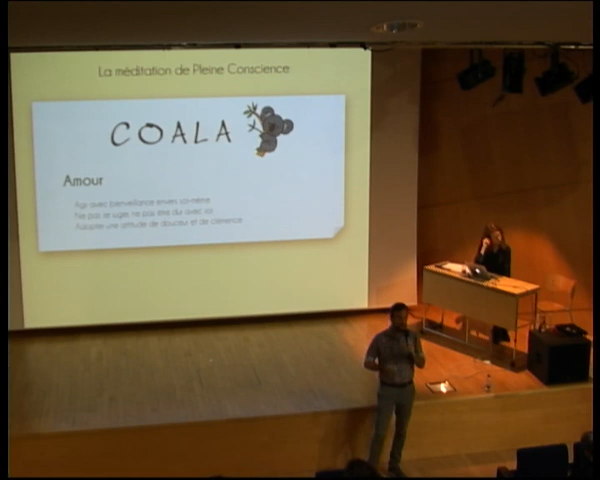 La méditation de Pleine Conscience
COALA
Amour
Agir avec bienveillance envers soi-même
Ne pas se juger, ne pas être dur avec soi
Adopter une attitude de douceur et de clémence